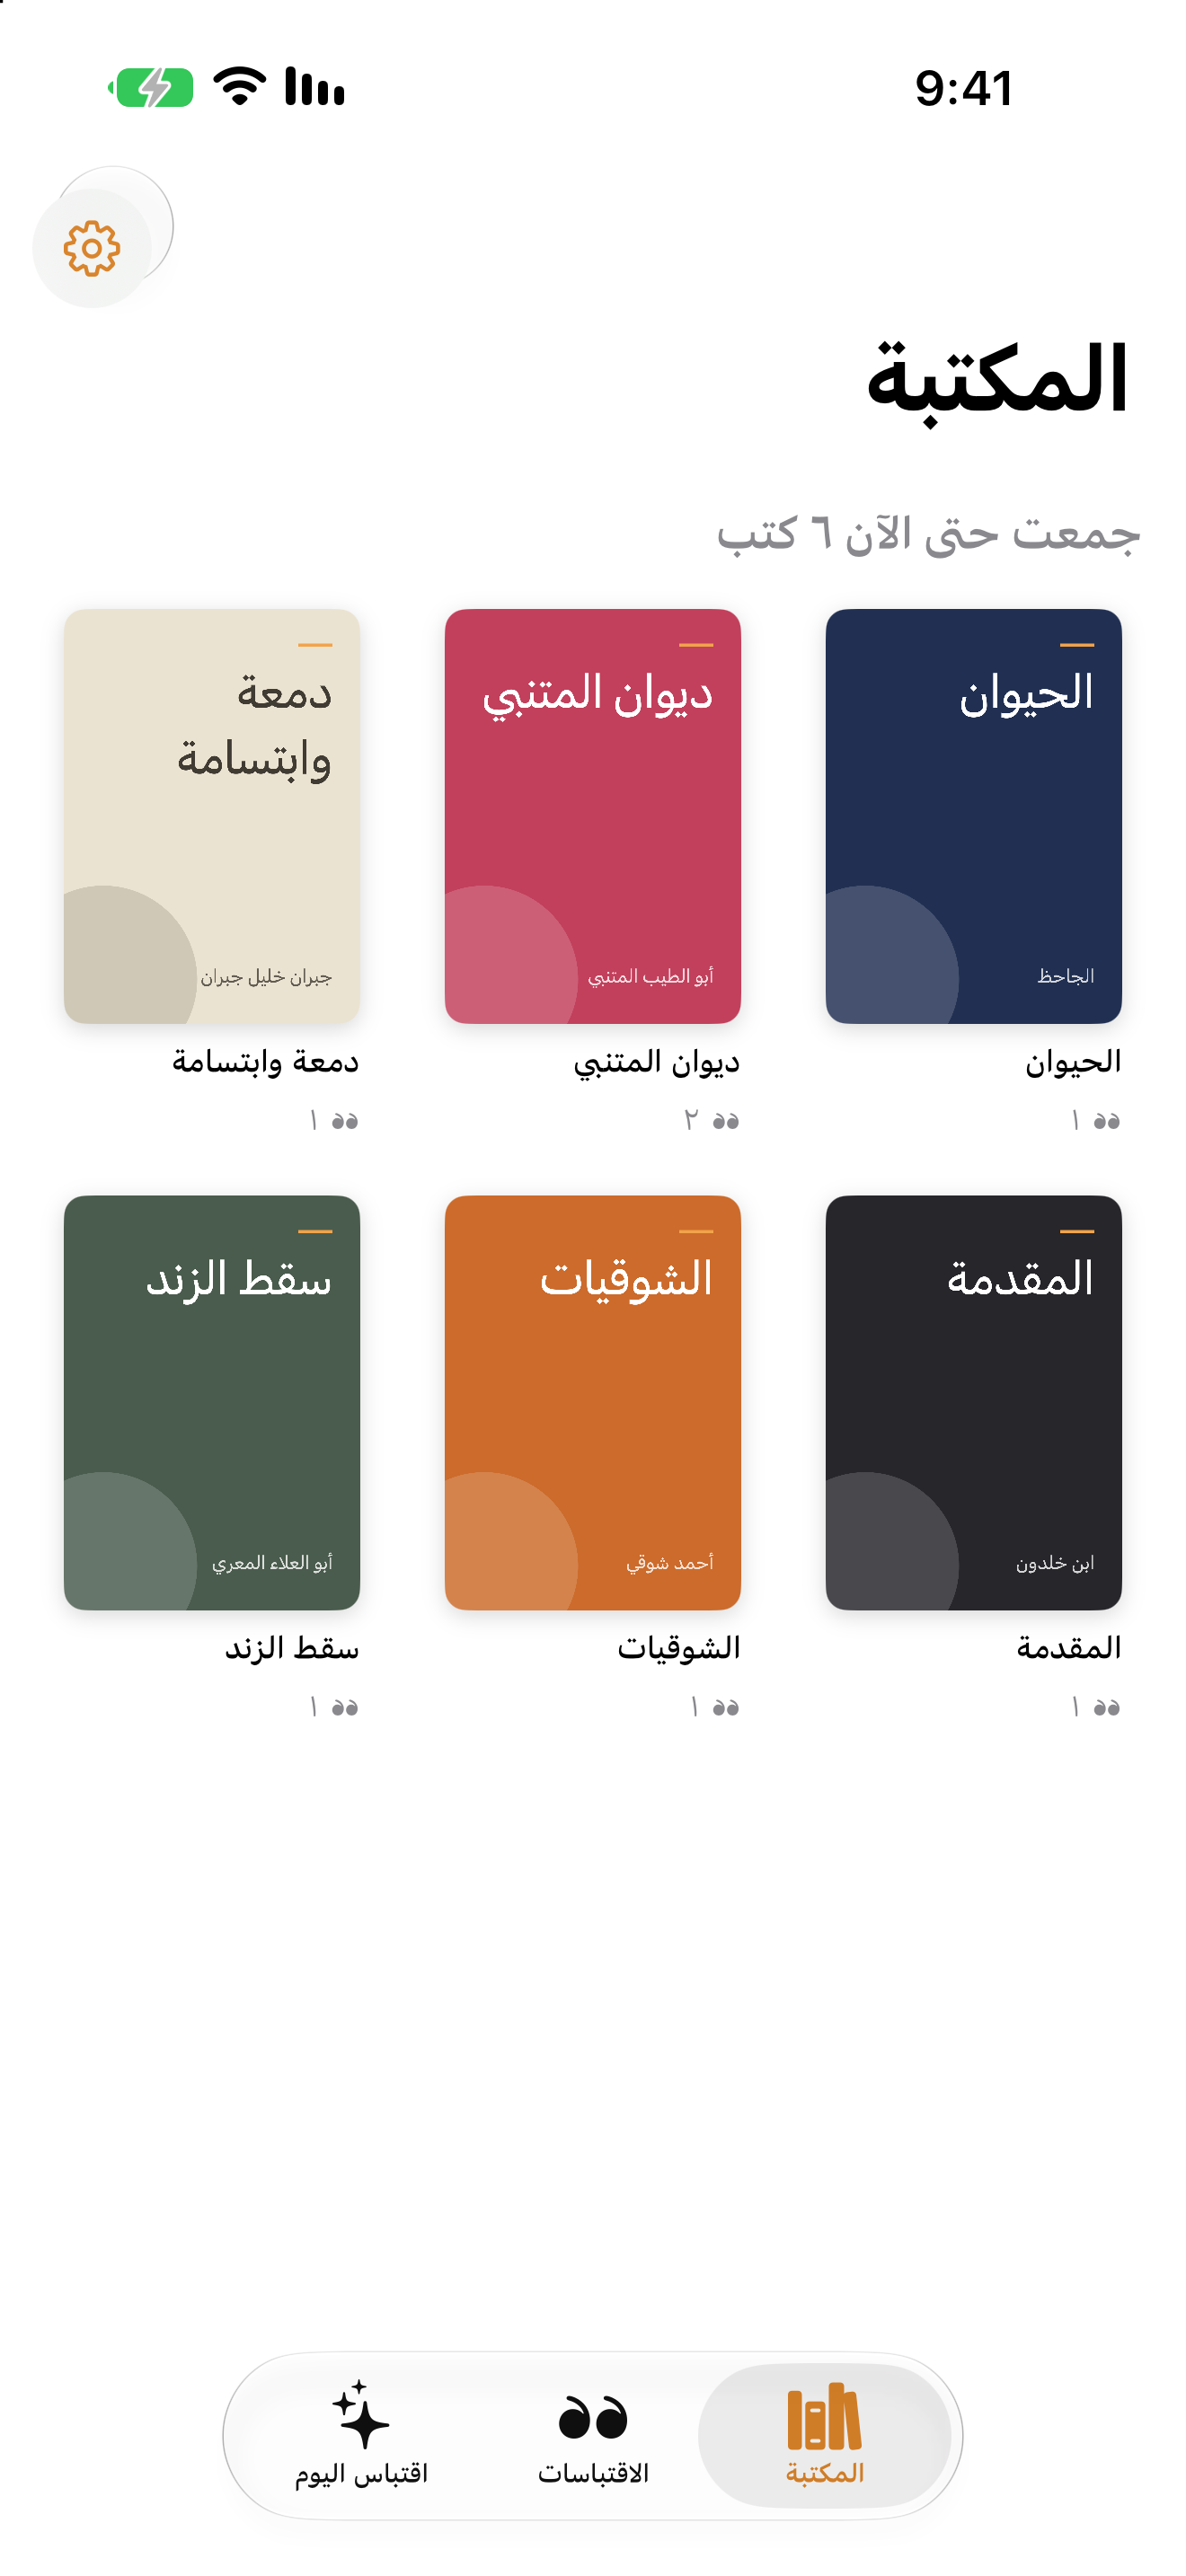 9:41
المكتبة
جمعت حتى الآن ٦ كتب
الحيوان
الجاحظ
الحيوان
١
ديوان المتنبي
أبو الطيب المتنبي
ديوان المتنبي
٢
دمعة
وابتسامة
جبران خليل جبران
دمعة وابتسامة
١
المقدمة
ابن خلدون
المقدمة
١
الشوقيات
أحمد شوقي
الشوقيات
١
سقط الزند
أبو العلاء المعري
سقط الزند
١
المكتبة
الاقتباسات
اقتباس اليوم